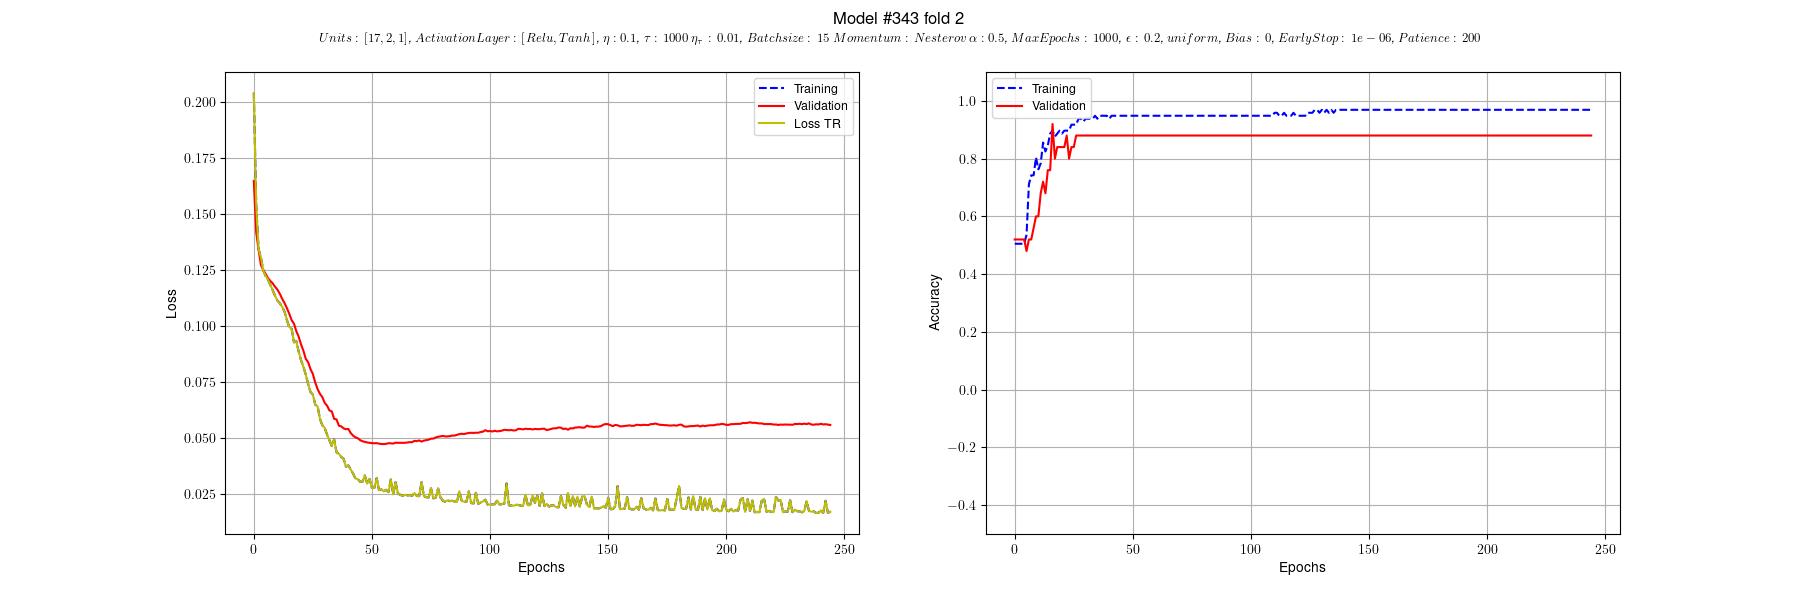 Model #343 fold 2
Units : [17, 2, 1], ActivationLayer : [Relu, Tanh], η : 0.1, τ : 1000 η_τ : 0.01, Batchsize : 15 Momentum : Nesterov α : 0.5, MaxEpochs : 1000, ϵ : 0.2, uniform, Bias : 0, EarlyStop : 1e − 06, Patience : 200
Training
Validation
Loss TR
0.200
0.175
0.150
0.125
0.100
0.075
0.050
0.025
Loss
0 50 100 150 200 250
Epochs
Training
Validation
1.0
0.8
0.6
0.4
0.2
0.0
−0.2
−0.4
Accuracy
0 50 100 150 200 250
Epochs